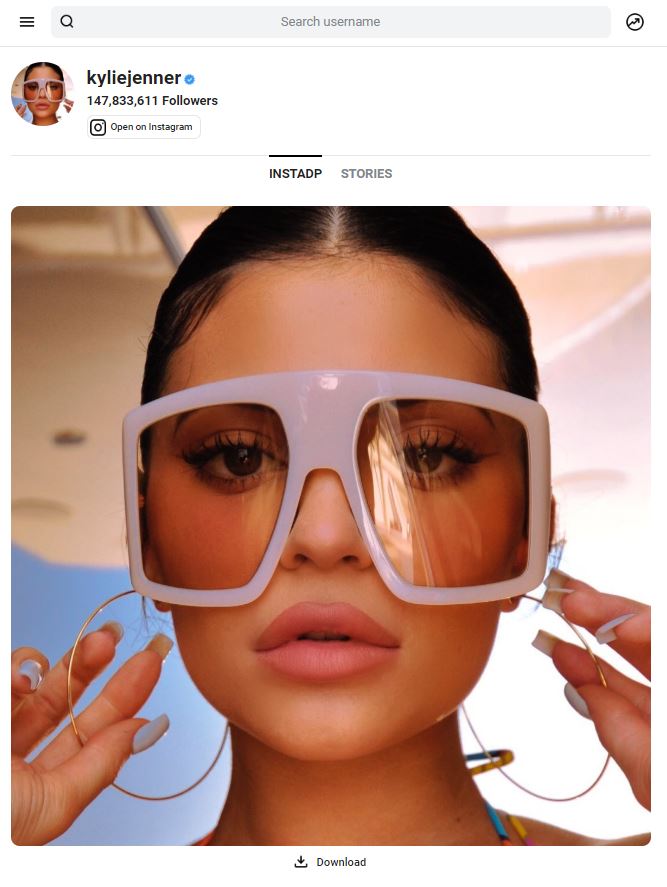 Search username
kyliejenner
147,833,611 Followers
Open on Instagram
INSTADP STORIES
Download